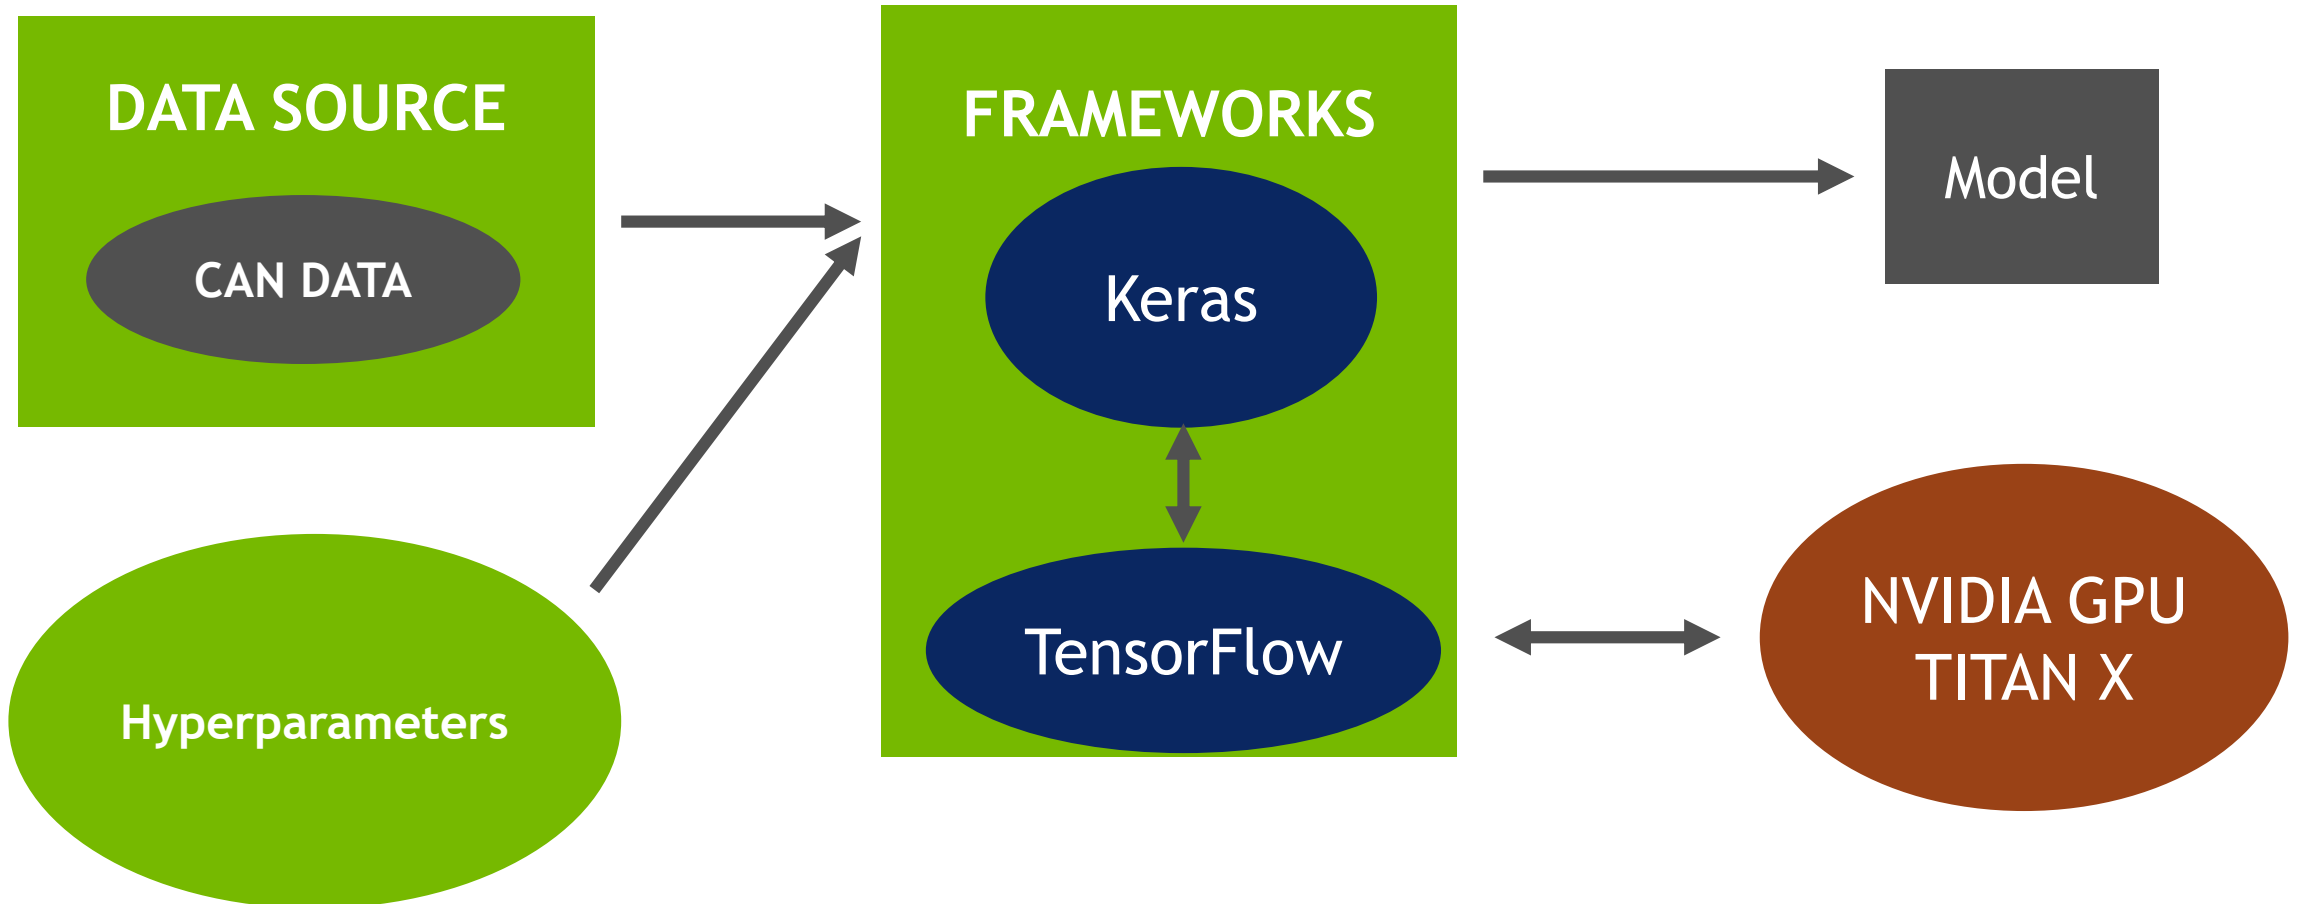 DATA SOURCE
CAN DATA
Hyperparameters
FRAMEWORKS
Keras
TensorFlow
Model
NVIDIA GPU
TITAN X